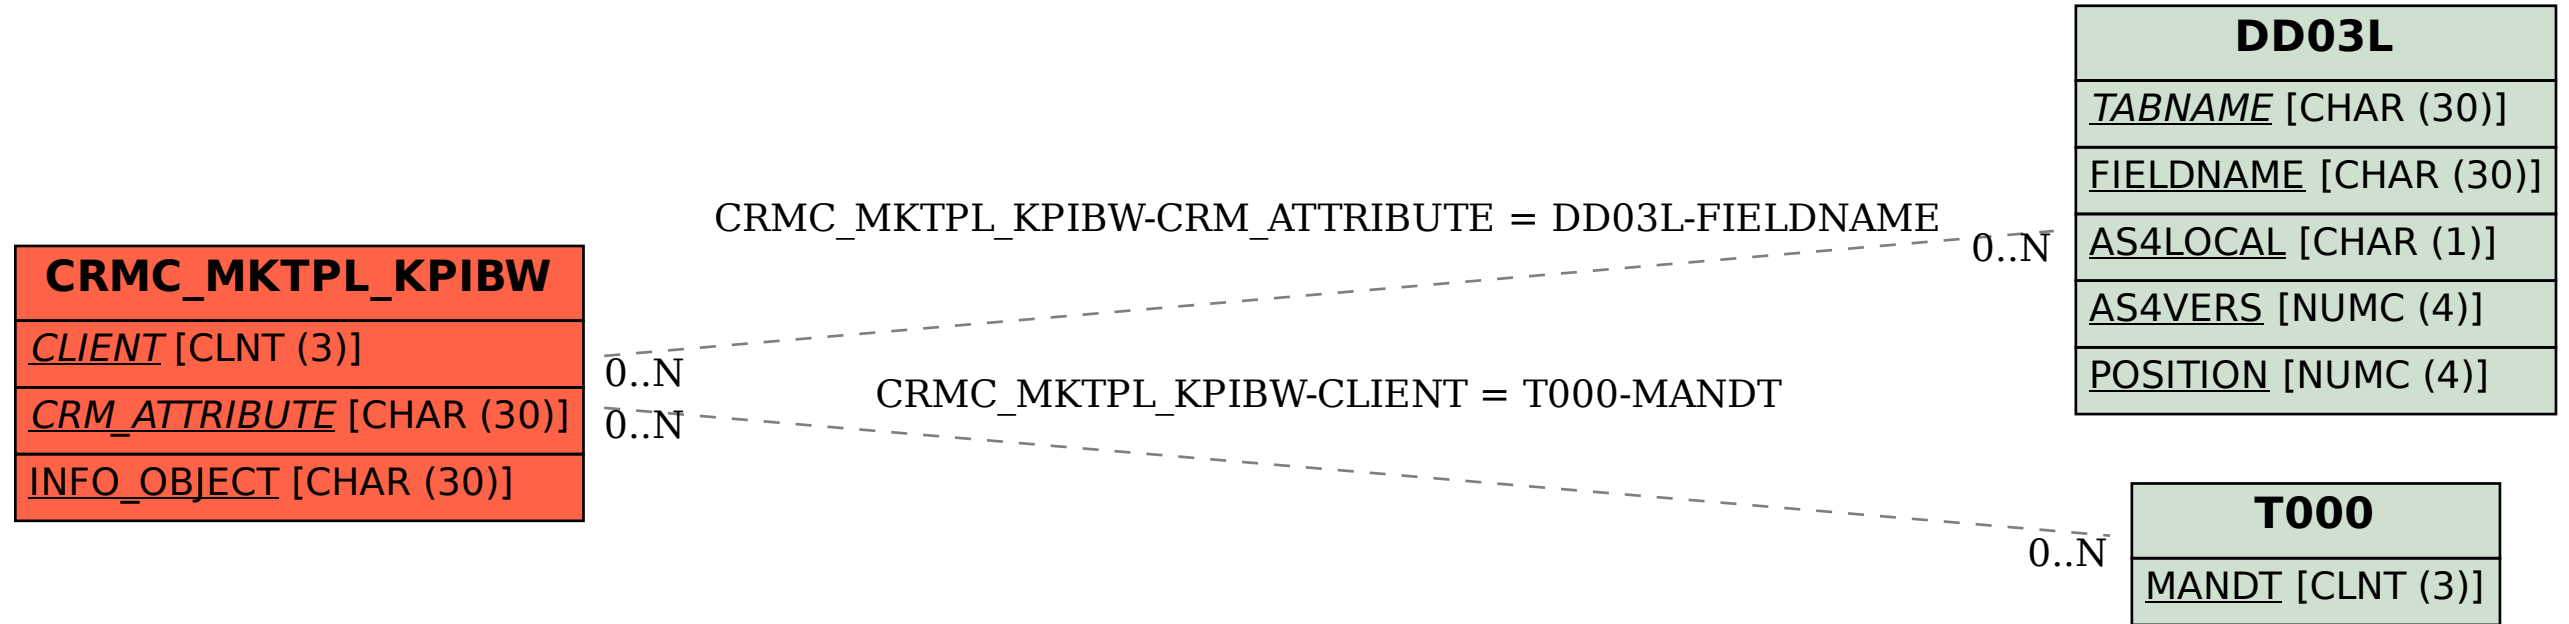 DD03L
TABNAME [CHAR (30)]
FIELDNAME [CHAR (30)]
AS4LOCAL [CHAR (1)]
AS4VERS [NUMC (4)]
POSITION [NUMC (4)]
CRMC_MKTPL_KPIBW-CRM_ATTRIBUTE = DD03L-FIELDNAME
0..N
CRMC_MKTPL_KPIBW
CLIENT [CLNT (3)]
CRM_ATTRIBUTE [CHAR (30)]
INFO_OBJECT [CHAR (30)]
0..N
0..N
CRMC_MKTPL_KPIBW-CLIENT = T000-MANDT
0..N
T000
MANDT [CLNT (3)]